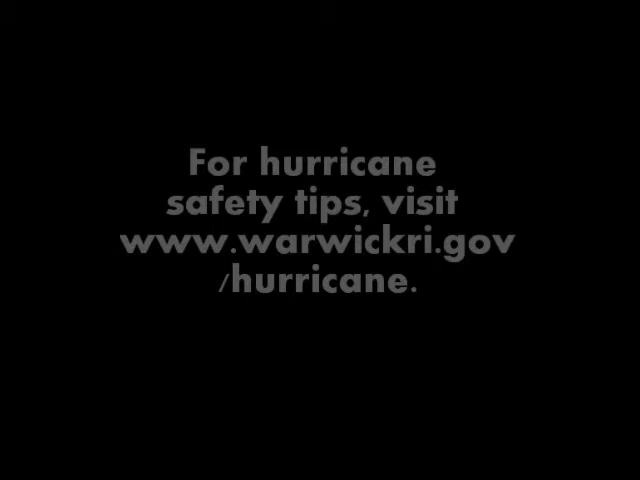 For hurricane
safety tips, visit
www.warwickri.gov
/hurricane.